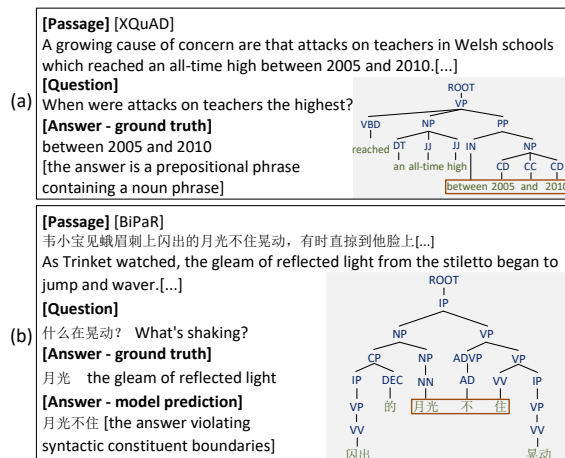 [Passage] [XQuAD]
A growing cause of concern are that attacks on teachers in Welsh schools
which reached an all-time high between 2005 and 2010.[...]
[Question]
When were attacks on teachers the highest?
[Answer - ground truth]
between 2005 and 2010
[the answer is a prepositional phrase
containing a noun phrase]
(a)
ROOT
VP
VBD NP PP
reached DT JJ JJ IN NP
an all-time high CD CC CD
between 2005 and 2010
[Passage] [BiPaR]
韦小宝见峨眉刺上闪出的月光不住晃动，有时直掠到他脸上[...]
As Trinket watched, the gleam of reflected light from the stiletto began to
jump and waver.[...]
[Question]
什么在晃动？ What's shaking?
[Answer - ground truth]
月光 the gleam of reflected light
[Answer - model prediction]
月光不住 [the answer violating
syntactic constituent boundaries]
(b)
ROOT
IP
NP VP
CP NP ADVP VP
IP DEC NN AD VV IP
VP 的 月光 不 住 VP
VV VV
闪出 晃动